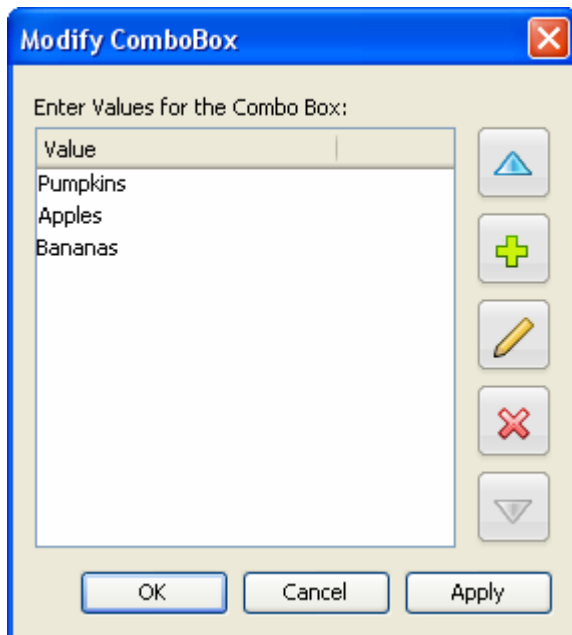 Modify ComboBox
Enter Values for the Combo Box:
Value
Pumpkins
Apples
Bananas
OK
Cancel
Apply